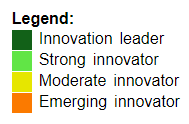 Legend:
Innovation leader
Strong innovator
Moderate innovator
Emerging innovator